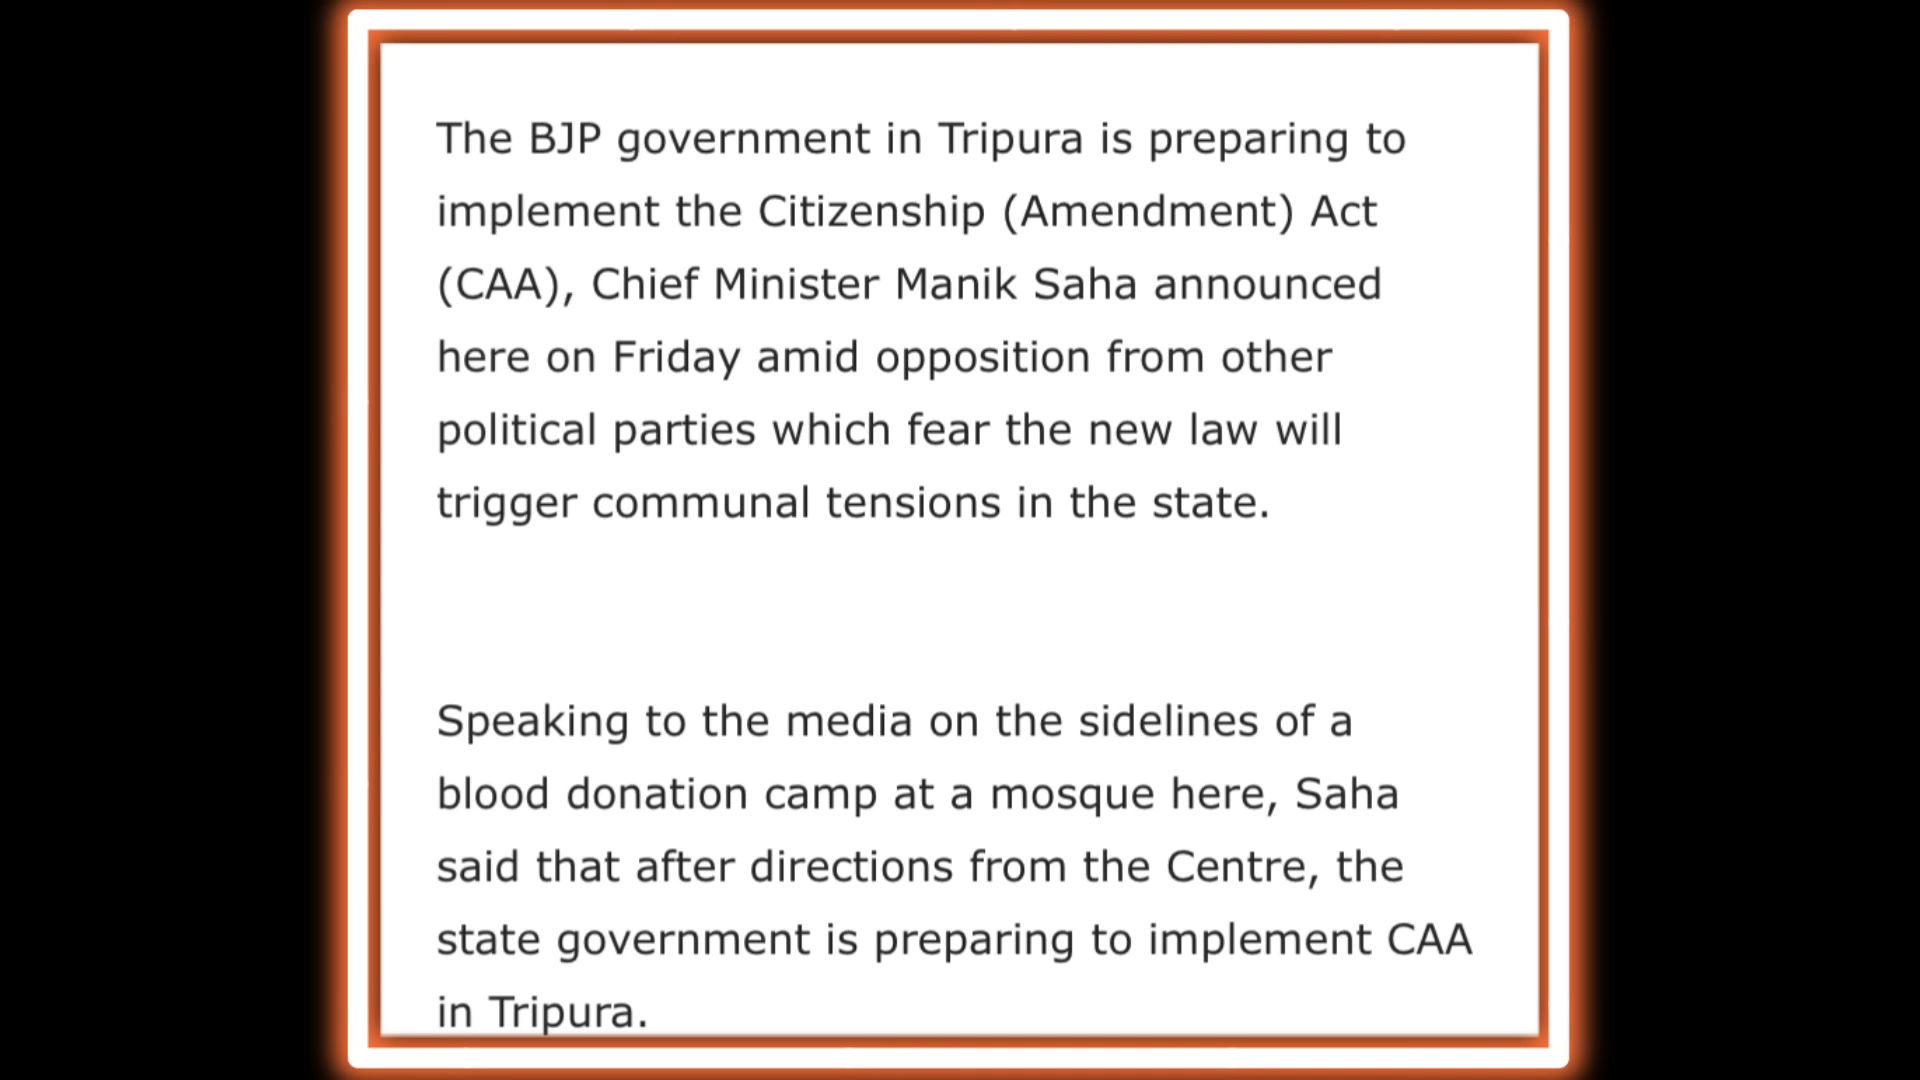 The BJP government in Tripura is preparing to
implement the Citizenship (Amendment) Act
(CAA), Chief Minister Manik Saha announced
here on Friday amid opposition from other
political parties which fear the new law will
trigger communal tensions in the state.
Speaking to the media on the sidelines of a
blood donation camp at a mosque here, Saha
said that after directions from the Centre, the
state government is preparing to implement CAA
in Tripura.